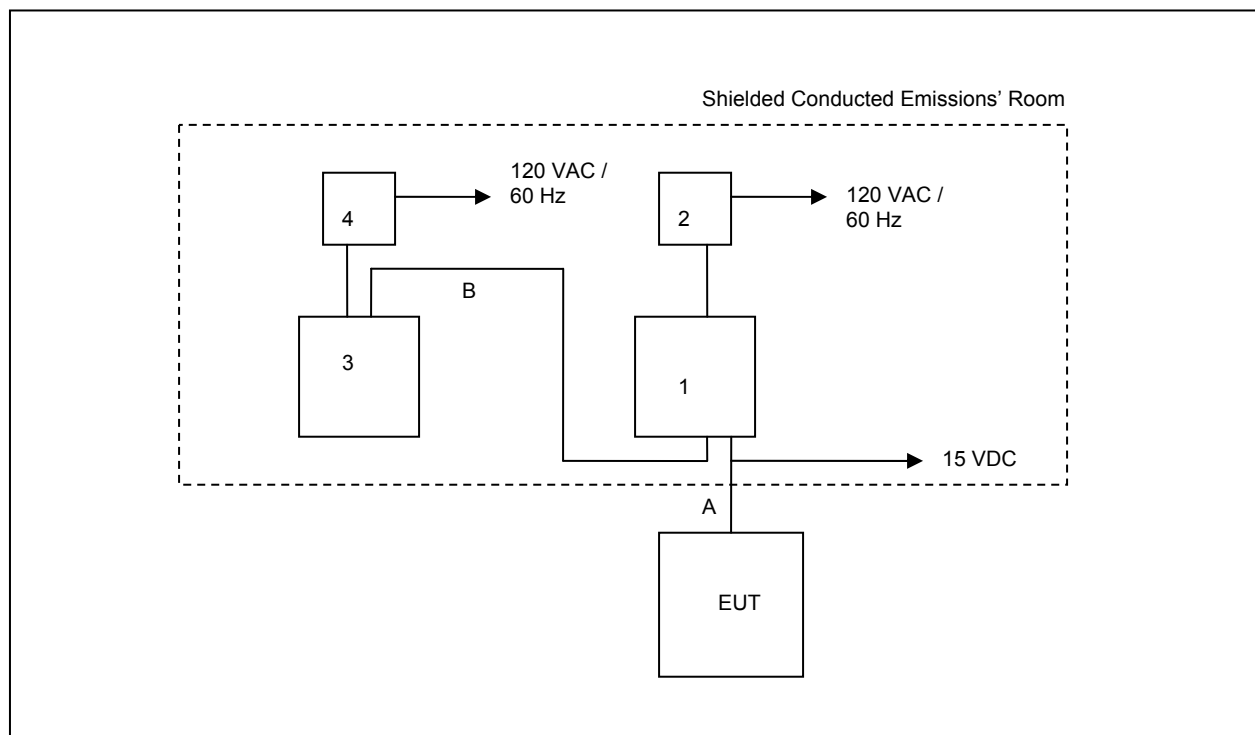 Shielded Conducted Emissions' Room
120 VAC /
60 Hz
4
120 VAC /
60 Hz
2
B
3
1
15 VDC
A
EUT